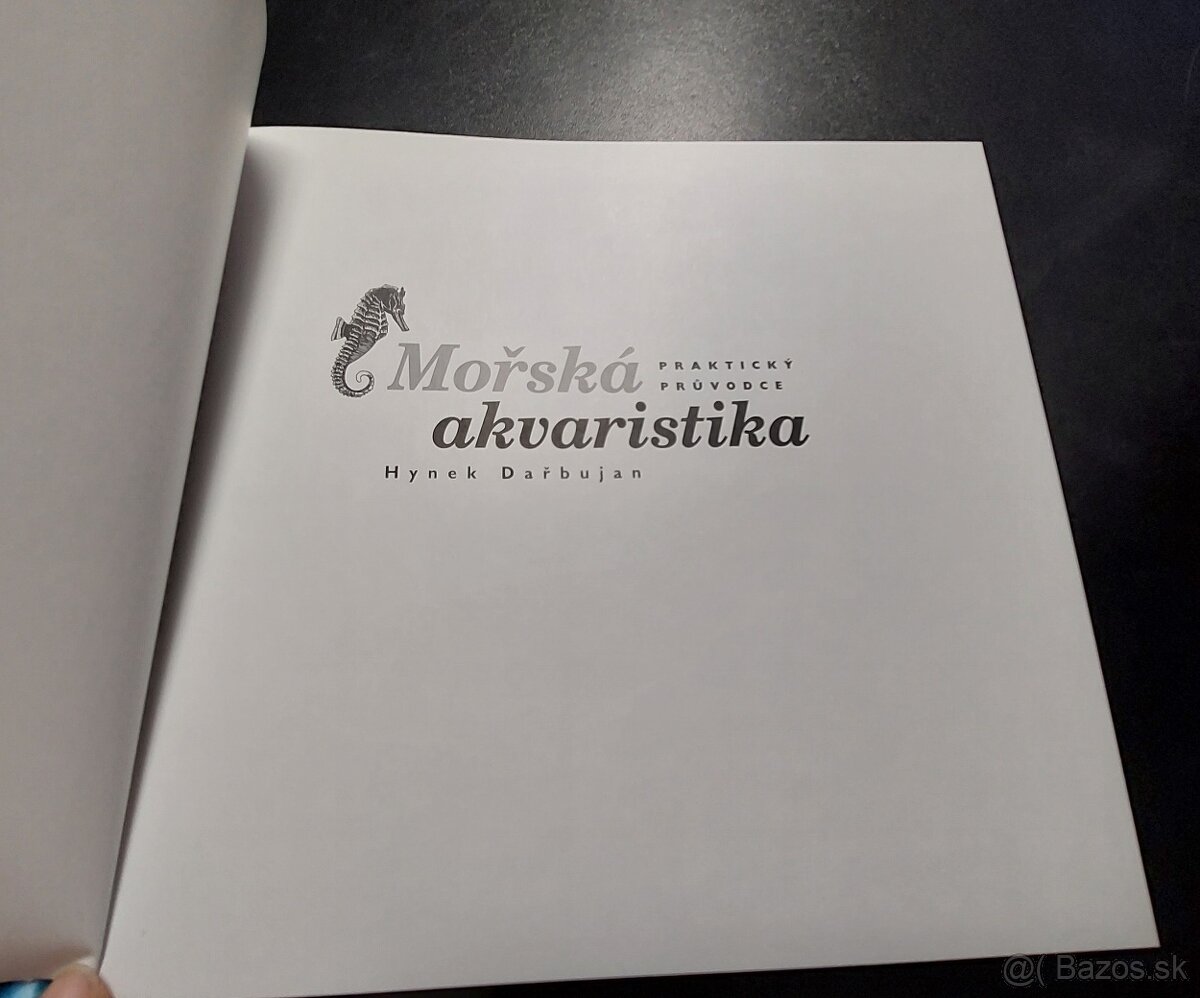 Mořská
PRAKTICKÝ
PRŮVODCE
akvaristika
Hynek Dařbujan
@( Bazos.sk